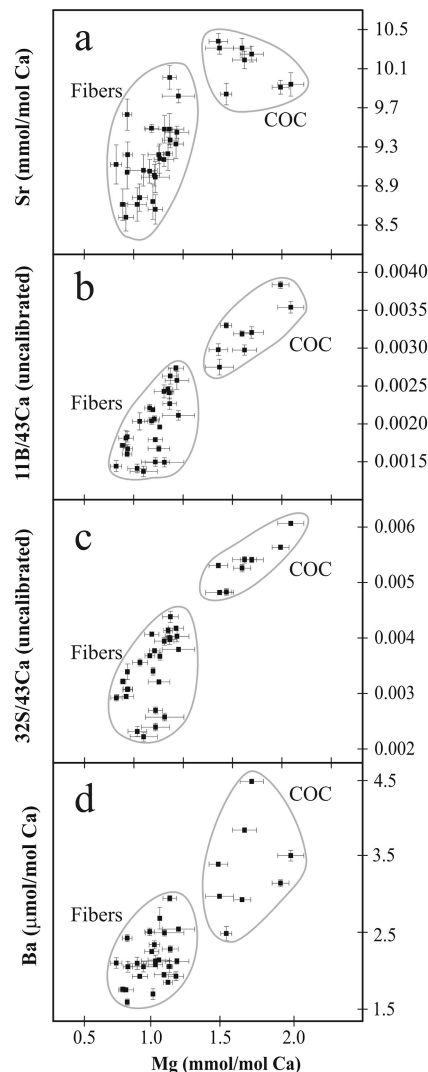 a
Fibers
COC
Sr (mmol/mol Ca)
10.5
10.1
9.7
9.3
8.9
8.5
b
Fibers
COC
11B/43Ca (uncalibrated)
0.0040
0.0035
0.0030
0.0025
0.0020
0.0015
c
Fibers
COC
32S/43Ca (uncalibrated)
0.006
0.005
0.004
0.003
0.002
d
Fibers
COC
Ba (μmol/mol Ca)
4.5
3.5
2.5
1.5
0.5 1.0 1.5 2.0
Mg (mmol/mol Ca)